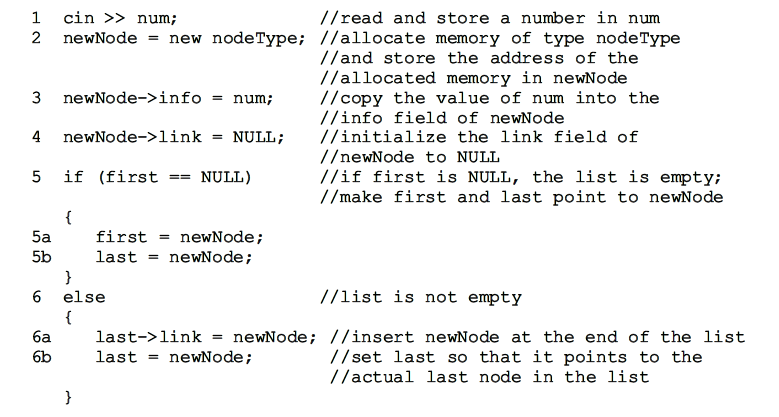 1 cin >> num; //read and store a number in num
2 newNode = new nodeType; //allocate memory of type nodeType
//and store the address of the
//allocated memory in newNode
3 newNode->info = num; //copy the value of num into the
//info field of newNode
4 newNode->link = NULL; //initialize the link field of
//newNode to NULL
5 if (first == NULL) //if first is NULL, the list is empty;
//make first and last point to newNode
{
5a first = newNode;
5b last = newNode;
}
6 else //list is not empty
{
6a last->link = newNode; //insert newNode at the end of the list
6b last = newNode; //set last so that it points to the
//actual last node in the list
}